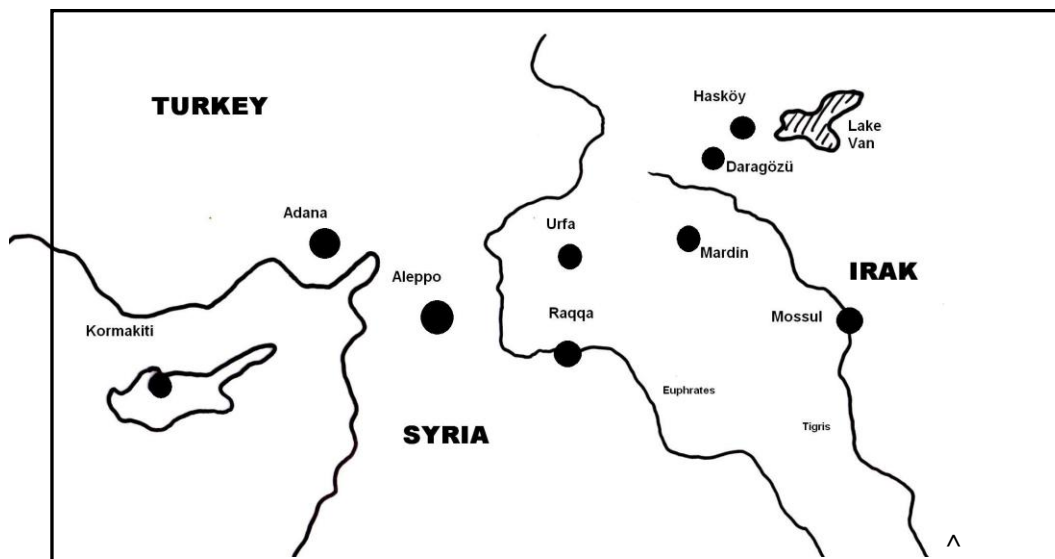 Hasköy
TURKEY
Lake
Van
Daragözü
Adana
Urfa
Mardin
Aleppo
IRAK
Raqqa
Mossul
Kormakiti
Euphrates
SYRIA
Tigris
^